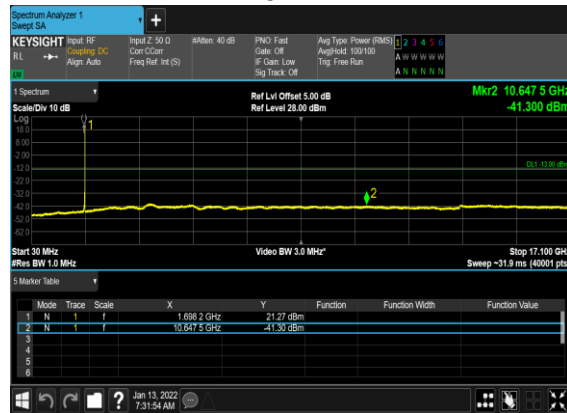 Spectrum Analyzer 1
Swept SA
+
KEYSIGHT Input: RF Input Z: 50 Ω #Atten: 40 dB PNO: Fast Avg Type: Power (RMS) 1 2 3 4 5 6
RL Coupling: DC Corr CCorr Gate: Off Avg|Hold: 100/100 A W W W W W
Align: Auto Freq Ref: Int (S) IF Gain: Low Trig: Free Run
Sig Track: Off A N N N N N
LW
1 Spectrum Ref Lvl Offset 5.00 dB Mkr2 10.647 5 GHz
Scale/Div 10 dB Ref Level 28.00 dBm -41.300 dBm
Log
18.0
1
8.00
-2.00
-12.0
DL1 -13.00 dBm
-22.0
-32.0
2
-42.0
-52.0
-62.0
Start 30 MHz Video BW 3.0 MHz* Stop 17.100 GHz
#Res BW 1.0 MHz Sweep ~31.9 ms (40001 pts)
5 Marker Table
Mode Trace Scale X Y Function Function Width Function Value
1 N 1 f 1.698 2 GHz 21.27 dBm
2 N 1 f 10.647 5 GHz -41.30 dBm
3
4
5
6
? Jan 13, 2022
7:31:54 AM